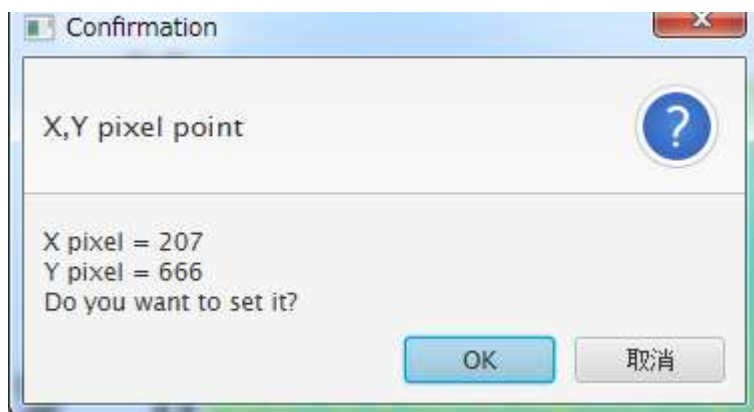 Confirmation
X,Y pixel point
?
X pixel = 207
Y pixel = 666
Do you want to set it?
OK
取消